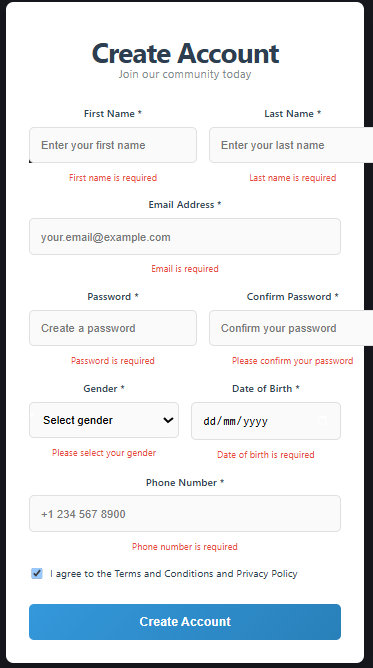 Create Account
Join our community today
First Name * Last Name *
Enter your first name Enter your last name
First name is required Last name is required
Email Address *
your.email@example.com
Email is required
Password * Confirm Password *
Create a password Confirm your password
Password is required Please confirm your password
Gender * Date of Birth *
Select gender dd/mm/yyyy
Please select your gender Date of birth is required
Phone Number *
+1 234 567 8900
Phone number is required
I agree to the Terms and Conditions and Privacy Policy
Create Account